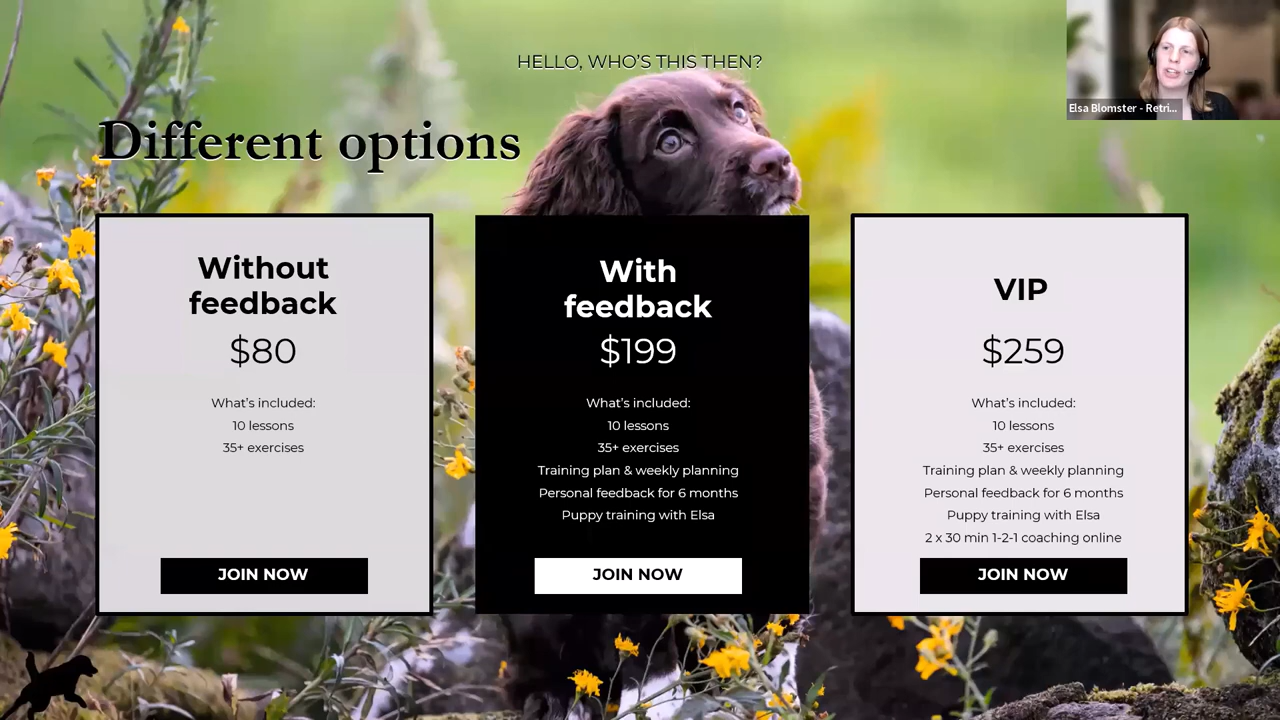 HELLO, WHO'S THIS THEN?
Elsa Blomster - Retri...
Different options
Without
feedback
$80
What's included:
10 lessons
35+ exercises
JOIN NOW
With
feedback
$199
What's included:
10 lessons
35+ exercises
Training plan & weekly planning
Personal feedback for 6 months
Puppy training with Elsa
JOIN NOW
VIP
$259
What's included:
10 lessons
35+ exercises
Training plan & weekly planning
Personal feedback for 6 months
Puppy training with Elsa
2 x 30 min 1-2-1 coaching online
JOIN NOW